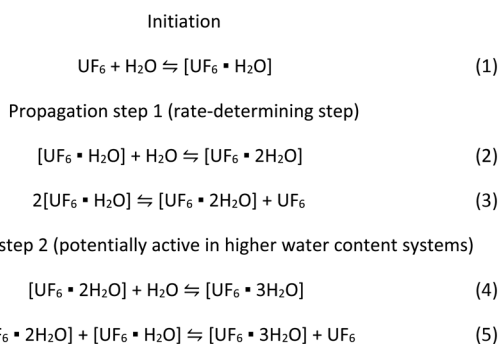 Initiation
UF₆ + H₂O ⇋ [UF₆ ▪ H₂O] (1)
Propagation step 1 (rate-determining step)
[UF₆ ▪ H₂O] + H₂O ⇋ [UF₆ ▪ 2H₂O] (2)
2[UF₆ ▪ H₂O] ⇋ [UF₆ ▪ 2H₂O] + UF₆ (3)
step 2 (potentially active in higher water content systems)
[UF₆ ▪ 2H₂O] + H₂O ⇋ [UF₆ ▪ 3H₂O] (4)
▪ 2H₂O] + [UF₆ ▪ H₂O] ⇋ [UF₆ ▪ 3H₂O] + UF₆ (5)